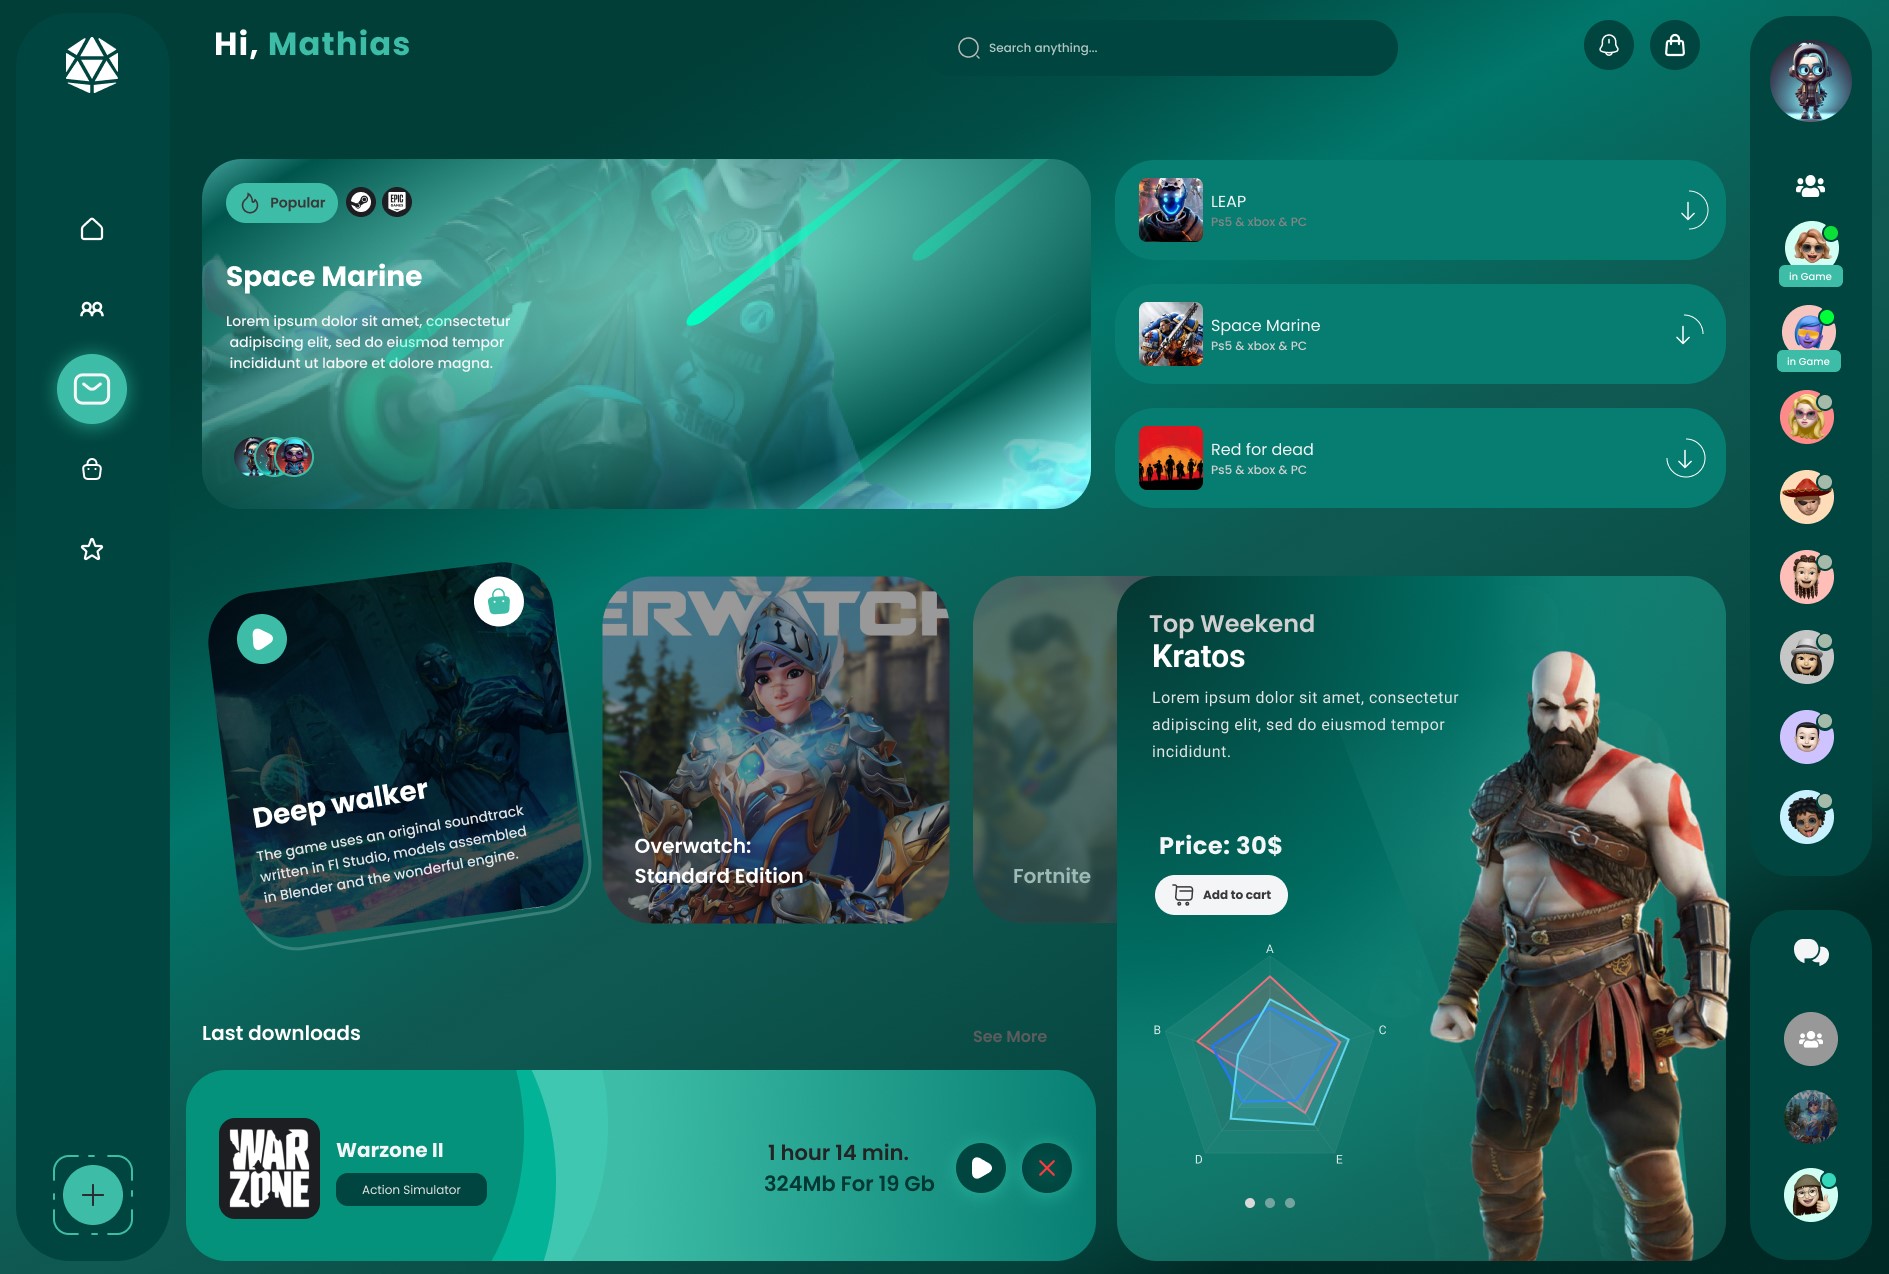 Hi, Mathias
Search anything...
Popular
EPIC
GAMES
Space Marine
Lorem ipsum dolor sit amet, consectetur
adipiscing elit, sed do eiusmod tempor
incididunt ut labore et dolore magna.
LEAP
Ps5 & xbox & PC
Space Marine
Ps5 & xbox & PC
Red for dead
Ps5 & xbox & PC
in Game
in Game
Deep walker
The game uses an original soundtrack
written in Fl Studio, models assembled
in Blender and the wonderful engine.
ERWATCH
Overwatch:
Standard Edition
Fortnite
Top Weekend
Kratos
Lorem ipsum dolor sit amet, consectetur
adipiscing elit, sed do eiusmod tempor
incididunt.
Price: 30$
Add to cart
A
B
C
D
E
Last downloads
See More
WAR
ZONE
Warzone II
Action Simulator
1 hour 14 min.
324Mb For 19 Gb